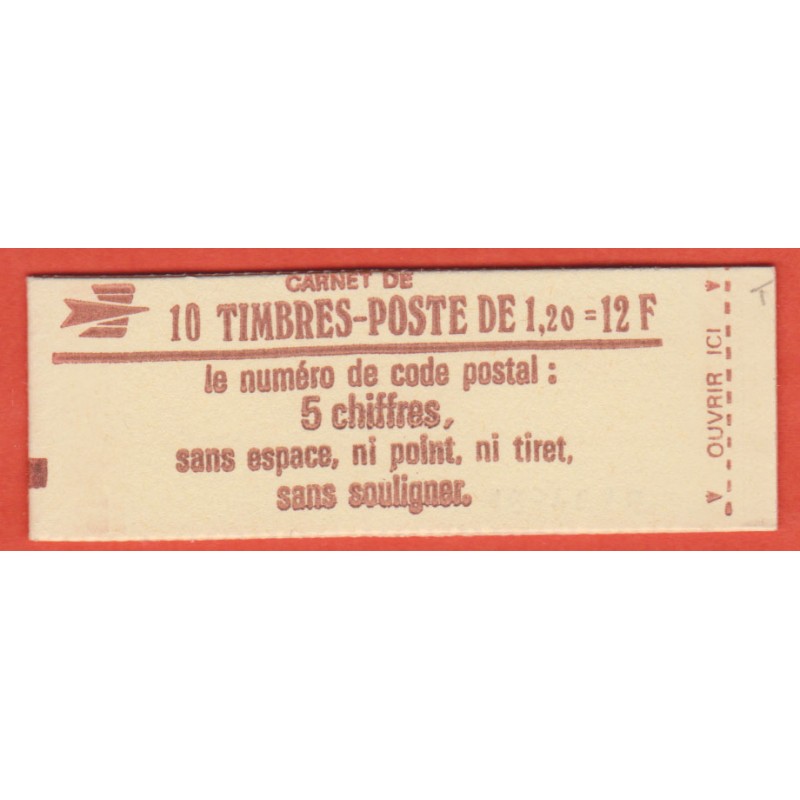 CARNET DE
10 TIMBRES-POSTE DE 1,20 = 12 F
le numéro de code postal :
5 chiffres,
sans espace, ni point, ni tiret,
sans souligner.
OUVRIR ICI